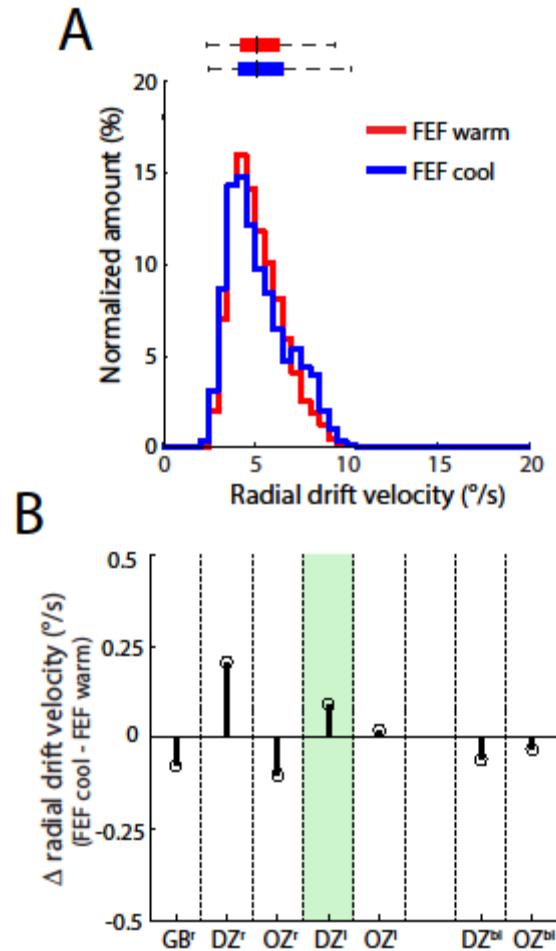 A
20
15
10
5
0
Normalized amount (%)
FEF warm
FEF cool
0 5 10 15 20
Radial drift velocity (°/s)
B
0.5
0.25
0
-0.25
-0.5
Δ radial drift velocity (°/s)
(FEF cool - FEF warm)
GBʳ DZʳ OZʳ DZˡ OZˡ DZᵇˡ OZᵇˡ